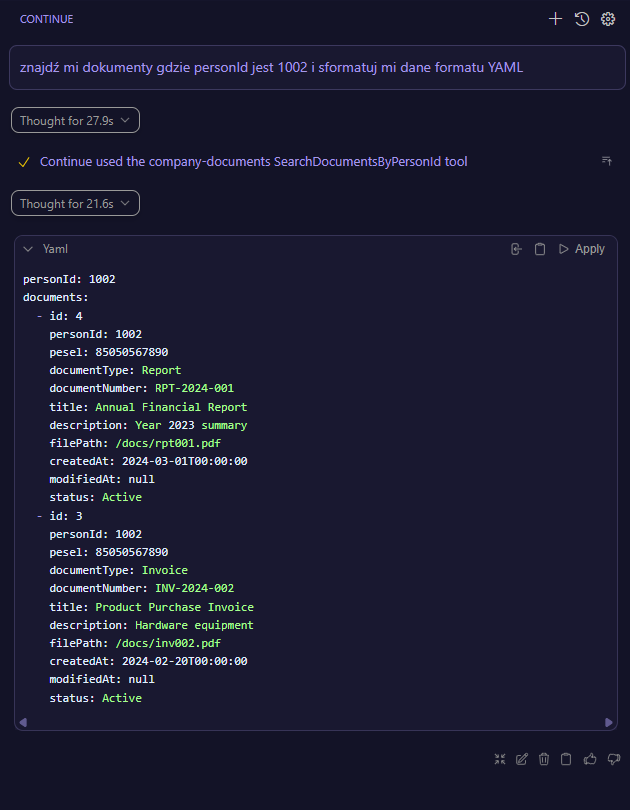 CONTINUE
znajdź mi dokumenty gdzie personId jest 1002 i sformatuj mi dane formatu YAML
Thought for 27.9s
Continue used the company-documents SearchDocumentsByPersonId tool
Thought for 21.6s
Yaml
Apply
personId: 1002
documents:
- id: 4
personId: 1002
pesel: 85050567890
documentType: Report
documentNumber: RPT-2024-001
title: Annual Financial Report
description: Year 2023 summary
filePath: /docs/rpt001.pdf
createdAt: 2024-03-01T00:00:00
modifiedAt: null
status: Active
- id: 3
personId: 1002
pesel: 85050567890
documentType: Invoice
documentNumber: INV-2024-002
title: Product Purchase Invoice
description: Hardware equipment
filePath: /docs/inv002.pdf
createdAt: 2024-02-20T00:00:00
modifiedAt: null
status: Active